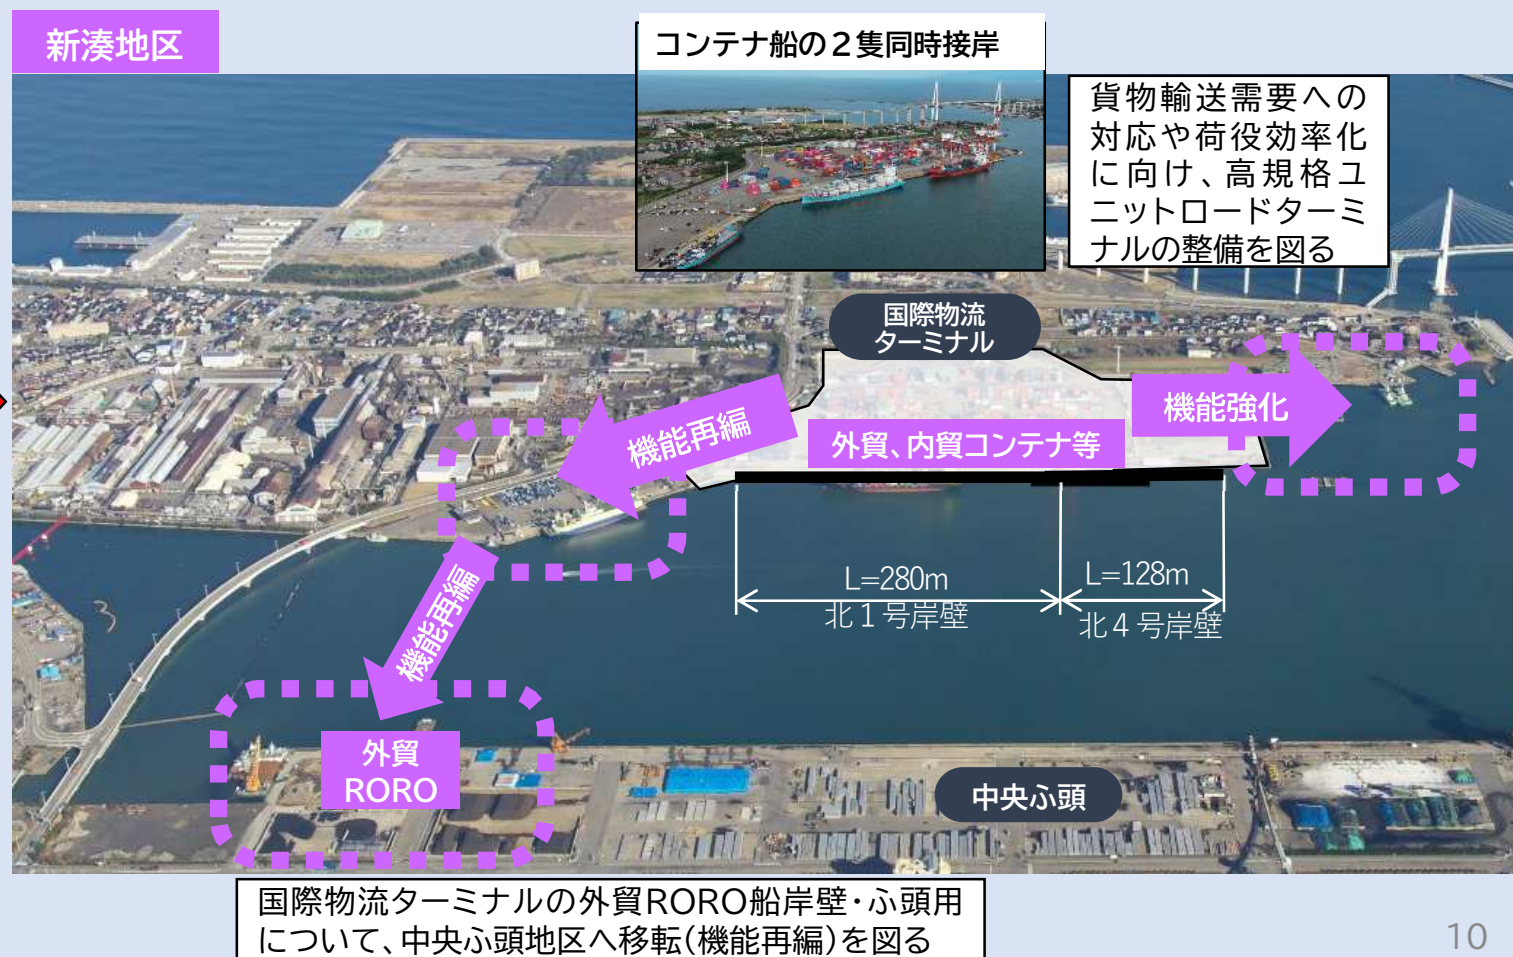 新湊地区
コンテナ船の2隻同時接岸
貨物輸送需要への
対応や荷役効率化
に向け、高規格ユ
ニットロードターミ
ナルの整備を図る
国際物流
ターミナル
機能強化
機能再編
外貿、内貿コンテナ等
L=280m
北1号岸壁
L=128m
北4号岸壁
機能再編
外貿
RORO
中央ふ頭
国際物流ターミナルの外貿RORO船岸壁・ふ頭用
について、中央ふ頭地区へ移転(機能再編)を図る
10